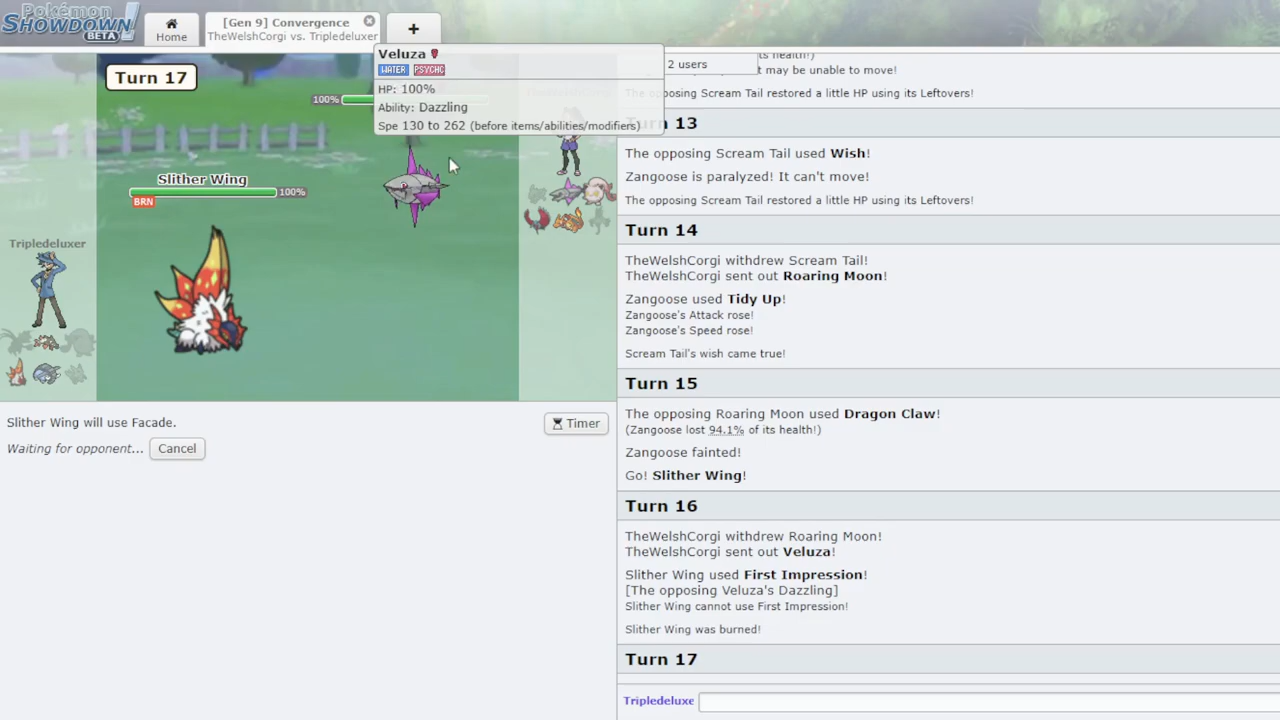 Pokémon
SHOWDOWN!
BETA
Home
[Gen 9] Convergence
TheWelshCorgi vs. Tripledeluxer
+
Turn 17
Veluza
WATER PSYCHC
HP: 100%
Ability: Dazzling
Spe 130 to 262 (before items/abilities/modifiers)
100%
2 users
Slither Wing
100%
BRN
Tripledeluxer
Slither Wing will use Facade.
Timer
Waiting for opponent...
Cancel
its health!)
t may be unable to move!
The opposing Scream Tail restored a little HP using its Leftovers!
rn 13
The opposing Scream Tail used Wish!
Zangoose is paralyzed! It can't move!
The opposing Scream Tail restored a little HP using its Leftovers!
Turn 14
TheWelshCorgi withdrew Scream Tail!
TheWelshCorgi sent out Roaring Moon!
Zangoose used Tidy Up!
Zangoose's Attack rose!
Zangoose's Speed rose!
Scream Tail's wish came true!
Turn 15
The opposing Roaring Moon used Dragon Claw!
(Zangoose lost 94.1% of its health!)
Zangoose fainted!
Go! Slither Wing!
Turn 16
TheWelshCorgi withdrew Roaring Moon!
TheWelshCorgi sent out Veluza!
Slither Wing used First Impression!
[The opposing Veluza's Dazzling]
Slither Wing cannot use First Impression!
Slither Wing was burned!
Turn 17
Tripledeluxe